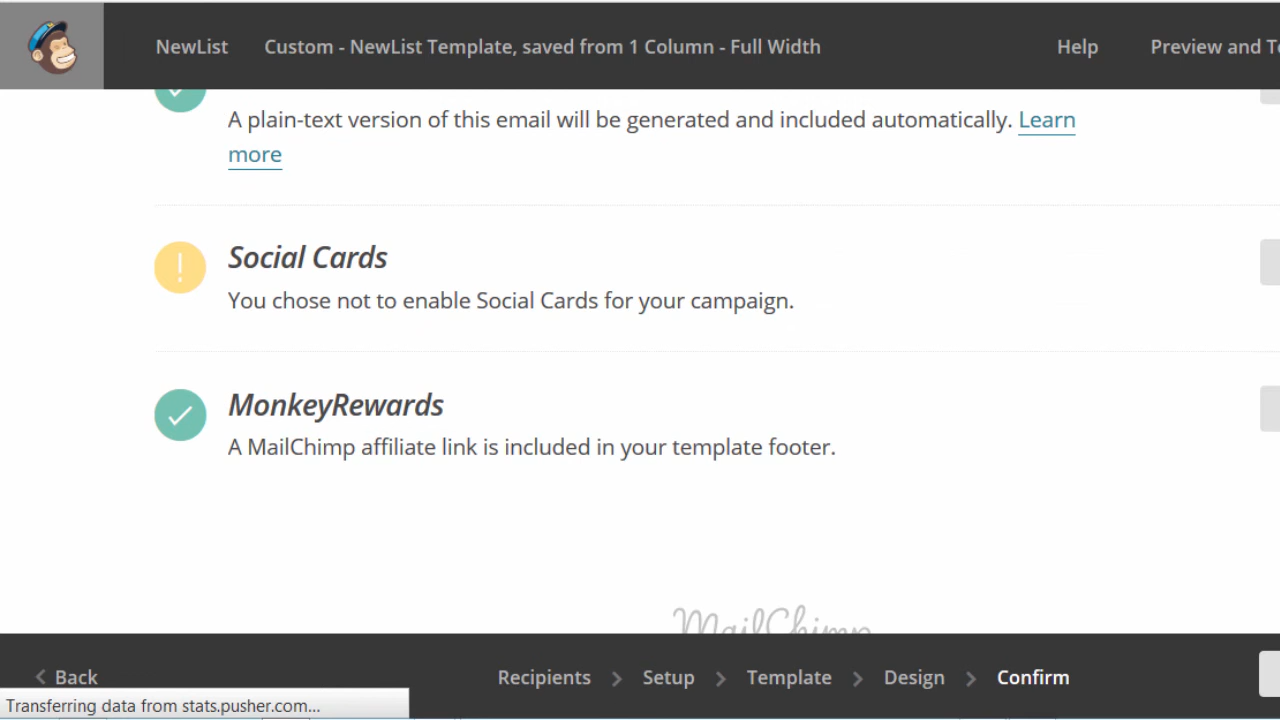 NewList Custom - NewList Template, saved from 1 Column - Full Width Help Preview and
A plain-text version of this email will be generated and included automatically. Learn
more
Social Cards
You chose not to enable Social Cards for your campaign.
MonkeyRewards
A MailChimp affiliate link is included in your template footer.
MailChimp
Back Recipients Setup Template Design Confirm
Transferring data from stats.pusher.com...